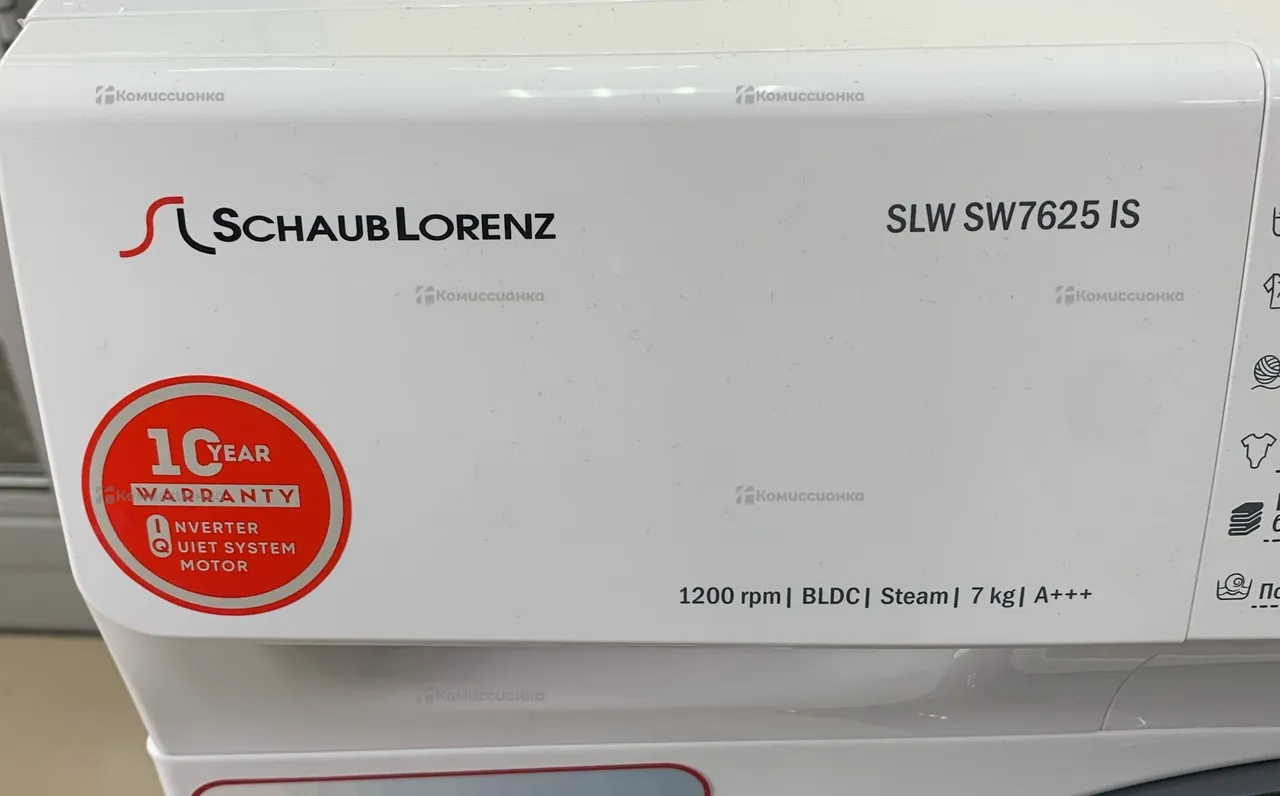 Комиссионка Комиссионка
SCHAUB LORENZ
SLW SW7625 IS
Комиссионка Комиссионка
10 YEAR
WARRANTY
Комиссионка
INVERTER
QUIET SYSTEM
MOTOR
Комиссионка
1200 rpm| BLDC| Steam| 7 kg| A+++
Комиссионка